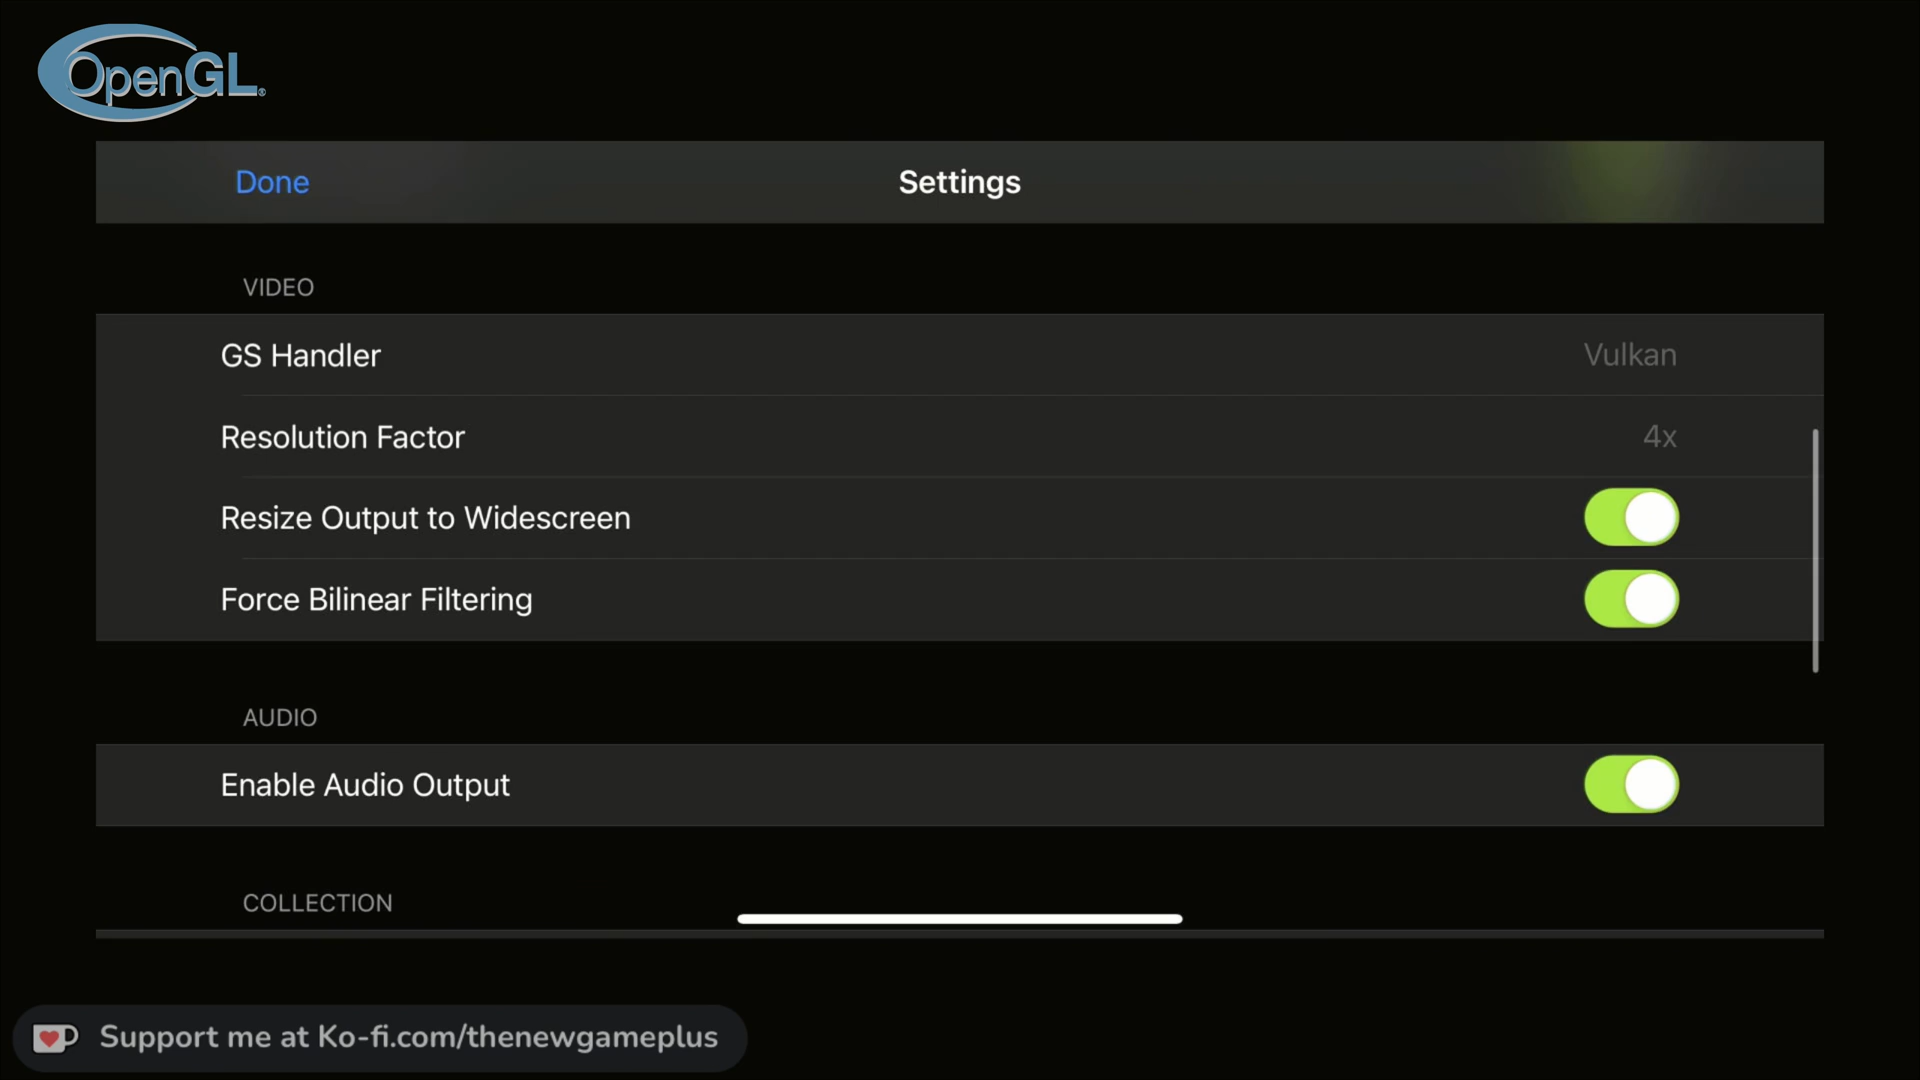 OpenGL®
Done
Settings
VIDEO
GS Handler
Vulkan
Resolution Factor
4x
Resize Output to Widescreen
Force Bilinear Filtering
AUDIO
Enable Audio Output
COLLECTION
Support me at Ko-fi.com/thenewgameplus